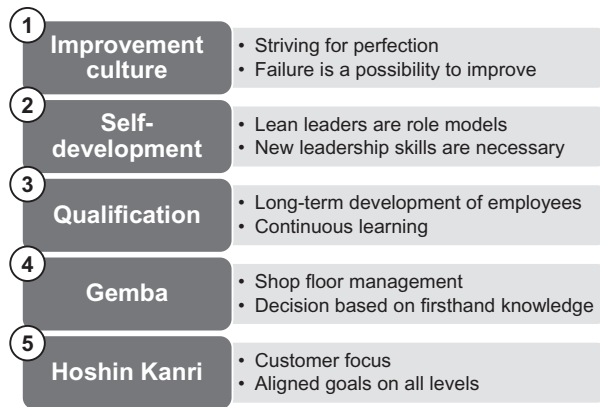 1
Improvement
culture
• Striving for perfection
• Failure is a possibility to improve
2
Self-
development
• Lean leaders are role models
• New leadership skills are necessary
3
Qualification
• Long-term development of employees
• Continuous learning
4
Gemba
• Shop floor management
• Decision based on firsthand knowledge
5
Hoshin Kanri
• Customer focus
• Aligned goals on all levels